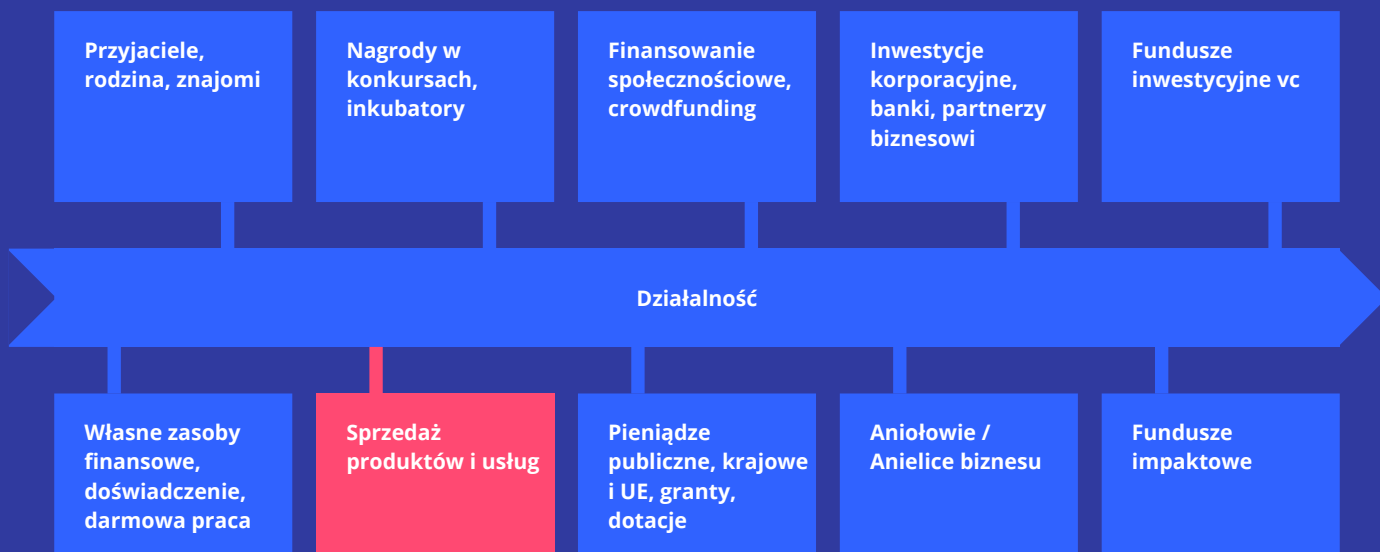 Przyjaciele,
rodzina, znajomi
Nagrody w
konkursach,
inkubatory
Finansowanie
społecznościowe,
crowdfunding
Inwestycje
korporacyjne,
banki, partnerzy
biznesowi
Fundusze
inwestycyjne vc
Działalność
Własne zasoby
finansowe,
doświadczenie,
darmowa praca
Sprzedaż
produktów i usług
Pieniądze
publiczne, krajowe
i UE, granty,
dotacje
Aniołowie /
Anielice biznesu
Fundusze
impaktowe